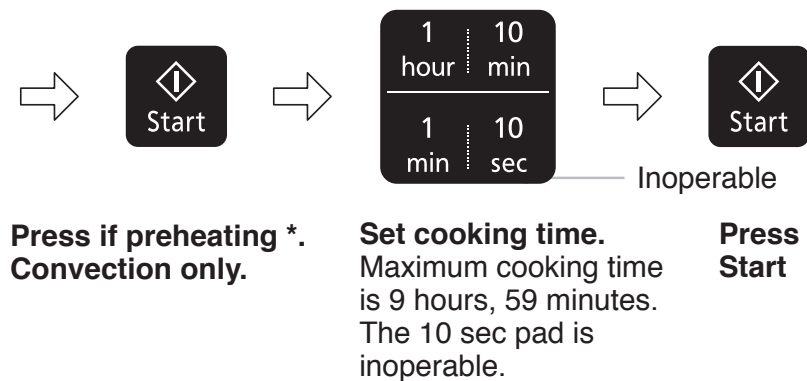 Start
1 10
hour min
1 10
min sec
Start
Inoperable
Press if preheating *.
Convection only.
Set cooking time.
Maximum cooking time
is 9 hours, 59 minutes.
The 10 sec pad is
inoperable.
Press
Start